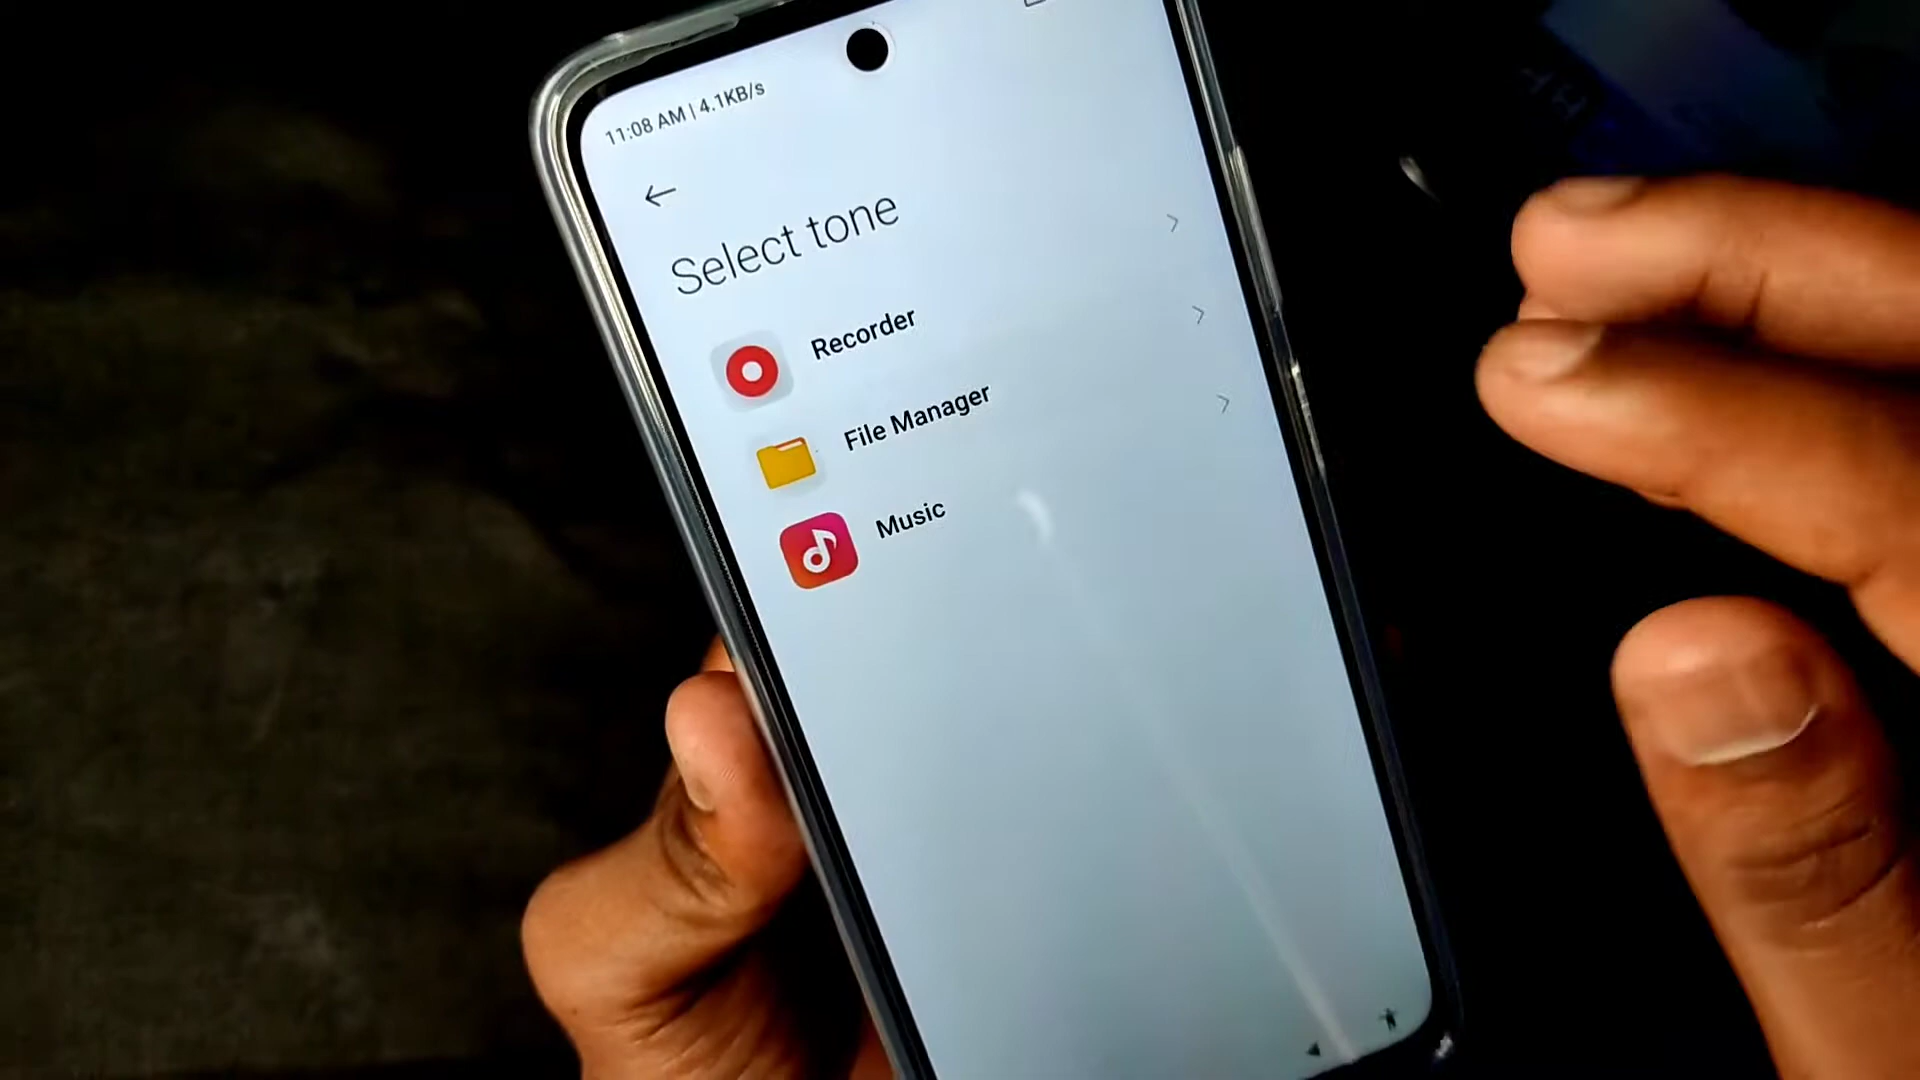 11:08 AM | 4.1KB/s
Select tone
Recorder
File Manager
Music